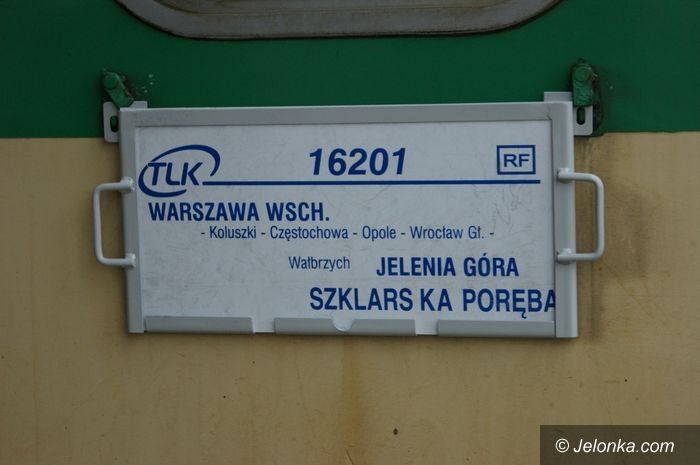 TLK 16201 RF
WARSZAWA WSCH.
- Koluszki - Częstochowa - Opole - Wrocław Gł. -
Wałbrzych JELENIA GÓRA
SZKLARS KA PORĘBA
© Jelonka.com